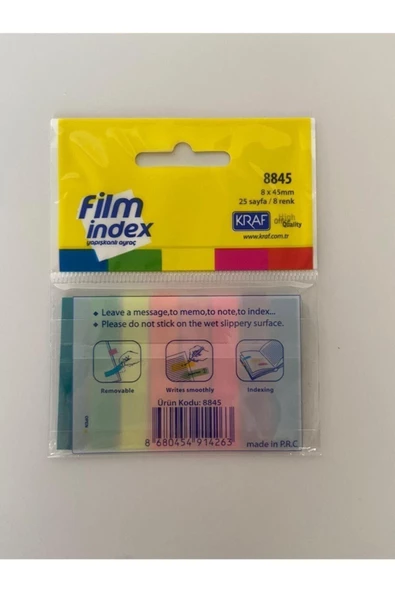 8845
8 x 45mm
25 sayfa / 8 renk
film
index
yapışkanlı ayraç
KRAF
High
Office
Quality
www.kraf.com.tr
Leave a message,to memo,to note,to index...
Please do not stick on the wet slippery surface.
Removable
Writes smoothly
Indexing
Ürün Kodu: 8845
8 680454 914263
made in P.R.C